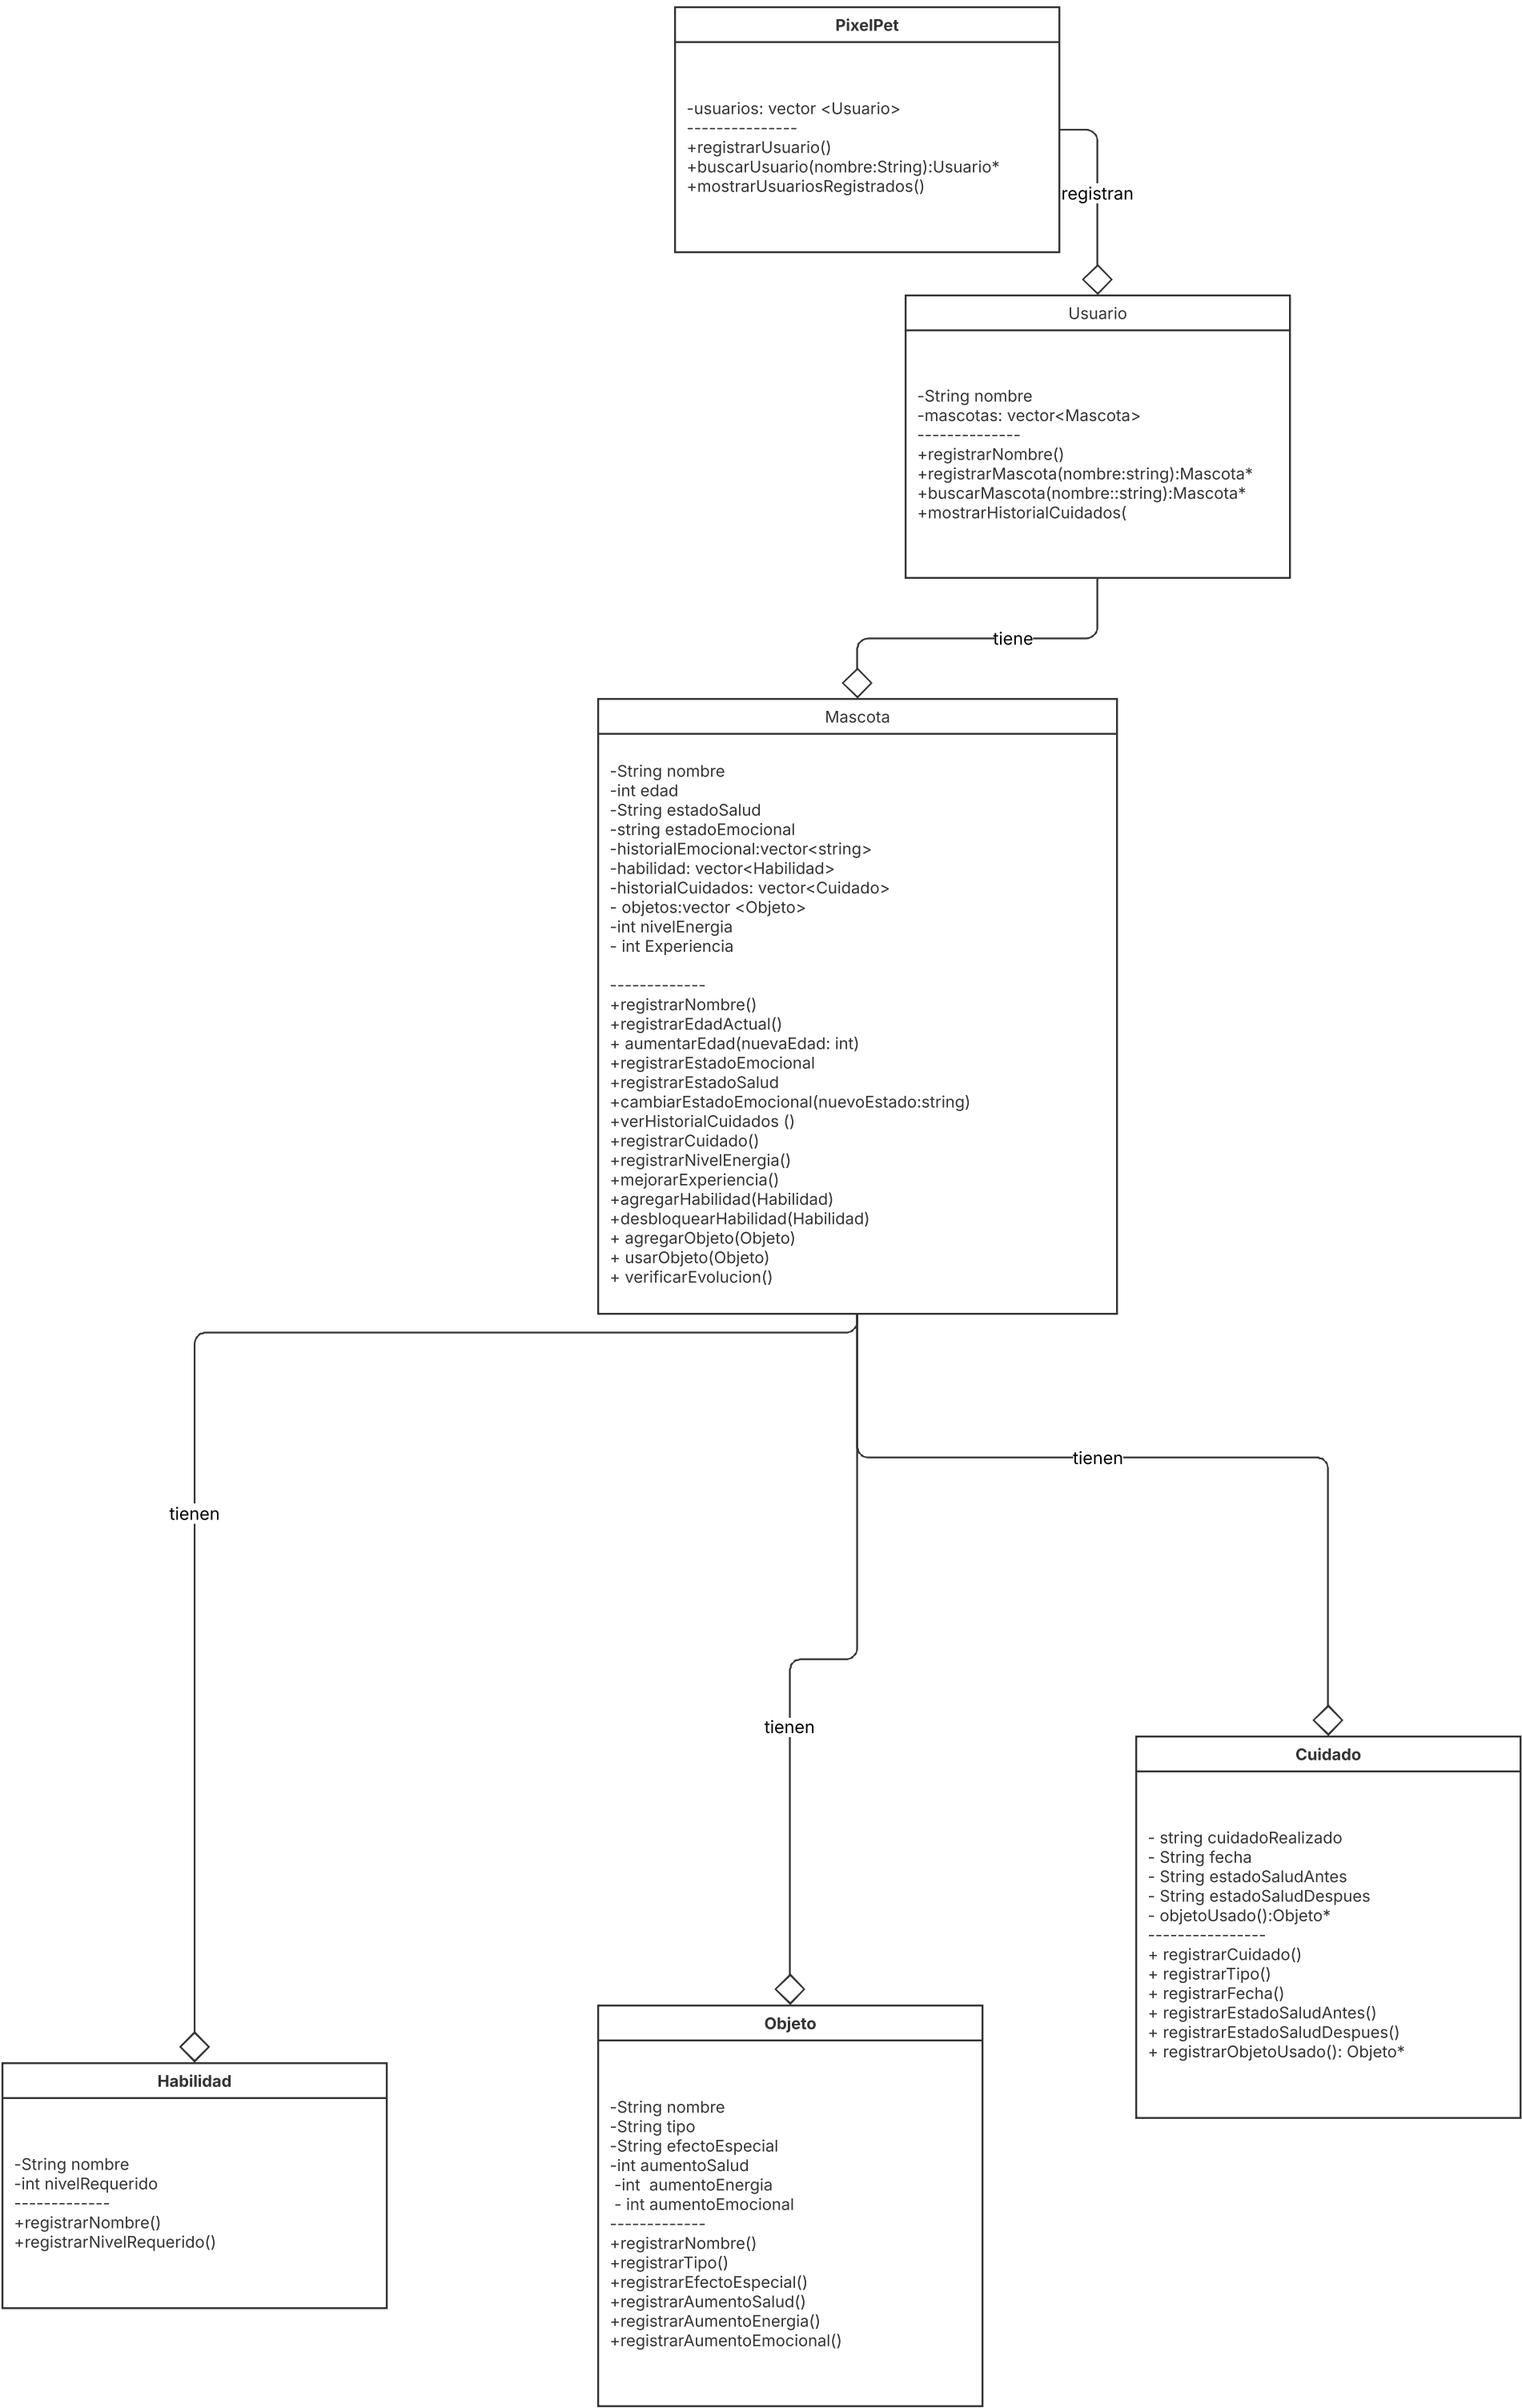 PixelPet
-usuarios: vector <Usuario>
---------------
+registrarUsuario()
+buscarUsuario(nombre:String):Usuario*
+mostrarUsuariosRegistrados()
registran
Usuario
-String nombre
-mascotas: vector<Mascota>
--------------
+registrarNombre()
+registrarMascota(nombre:string):Mascota*
+buscarMascota(nombre::string):Mascota*
+mostrarHistorialCuidados(
tiene
Mascota
-String nombre
-int edad
-String estadoSalud
-string estadoEmocional
-historialEmocional:vector<string>
-habilidad: vector<Habilidad>
-historialCuidados: vector<Cuidado>
- objetos:vector <Objeto>
-int nivelEnergia
- int Experiencia
-------------
+registrarNombre()
+registrarEdadActual()
+ aumentarEdad(nuevaEdad: int)
+registrarEstadoEmocional
+registrarEstadoSalud
+cambiarEstadoEmocional(nuevoEstado:string)
+verHistorialCuidados ()
+registrarCuidado()
+registrarNivelEnergia()
+mejorarExperiencia()
+agregarHabilidad(Habilidad)
+desbloquearHabilidad(Habilidad)
+ agregarObjeto(Objeto)
+ usarObjeto(Objeto)
+ verificarEvolucion()
tienen
tienen
tienen
Cuidado
- string cuidadoRealizado
- String fecha
- String estadoSaludAntes
- String estadoSaludDespues
- objetoUsado():Objeto*
----------------
+ registrarCuidado()
+ registrarTipo()
+ registrarFecha()
+ registrarEstadoSaludAntes()
+ registrarEstadoSaludDespues()
+ registrarObjetoUsado(): Objeto*
Objeto
-String nombre
-String tipo
-String efectoEspecial
-int aumentoSalud
-int  aumentoEnergia
- int aumentoEmocional
-------------
+registrarNombre()
+registrarTipo()
+registrarEfectoEspecial()
+registrarAumentoSalud()
+registrarAumentoEnergia()
+registrarAumentoEmocional()
Habilidad
-String nombre
-int nivelRequerido
-------------
+registrarNombre()
+registrarNivelRequerido()